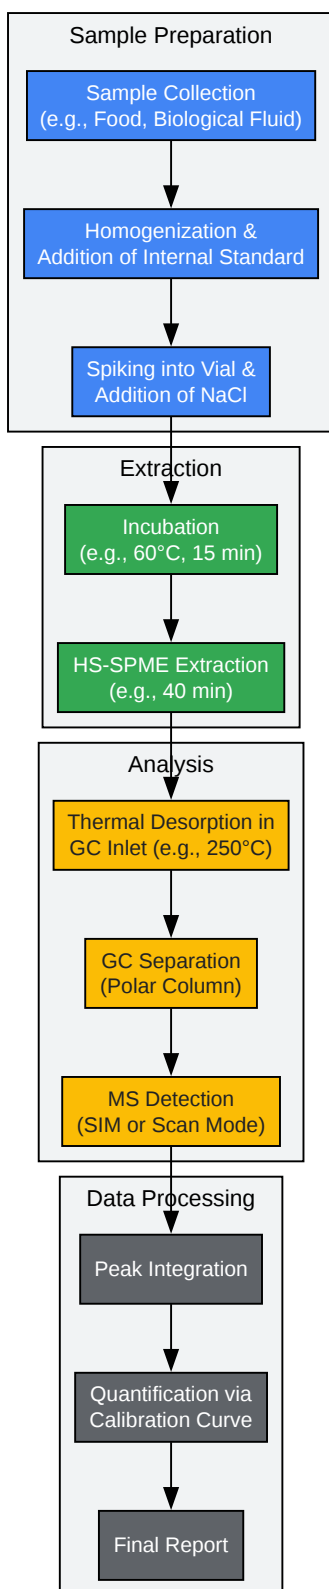 Sample Preparation
Sample Collection
(e.g., Food, Biological Fluid)
Homogenization &
Addition of Internal Standard
Spiking into Vial &
Addition of NaCl
Extraction
Incubation
(e.g., 60°C, 15 min)
HS-SPME Extraction
(e.g., 40 min)
Analysis
Thermal Desorption in
GC Inlet (e.g., 250°C)
GC Separation
(Polar Column)
MS Detection
(SIM or Scan Mode)
Data Processing
Peak Integration
Quantification via
Calibration Curve
Final Report